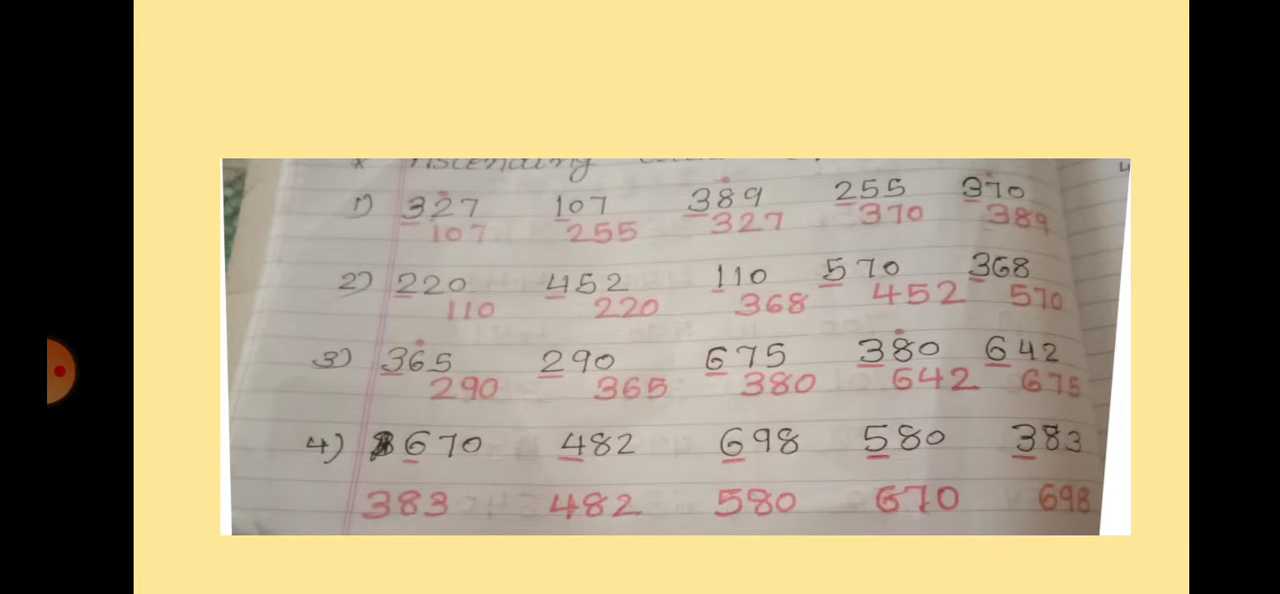 * Ascending
1) 327 107 389 255 370
107 255 327 370 389
2) 220 452 110 570 368
110 220 368 452 570
3) 365 290 675 380 642
290 365 380 642 675
4) 670 482 698 580 383
383 482 580 670 698